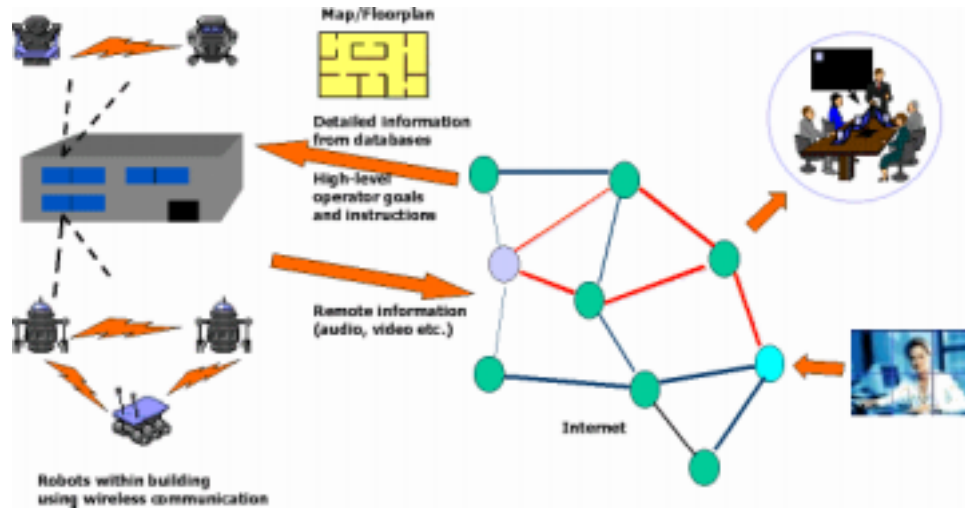 Map/Floorplan
Detailed information
from databases
High-level
operator goals
and instructions
Remote information
(audio, video etc.)
Internet
Robots within building
using wireless communication